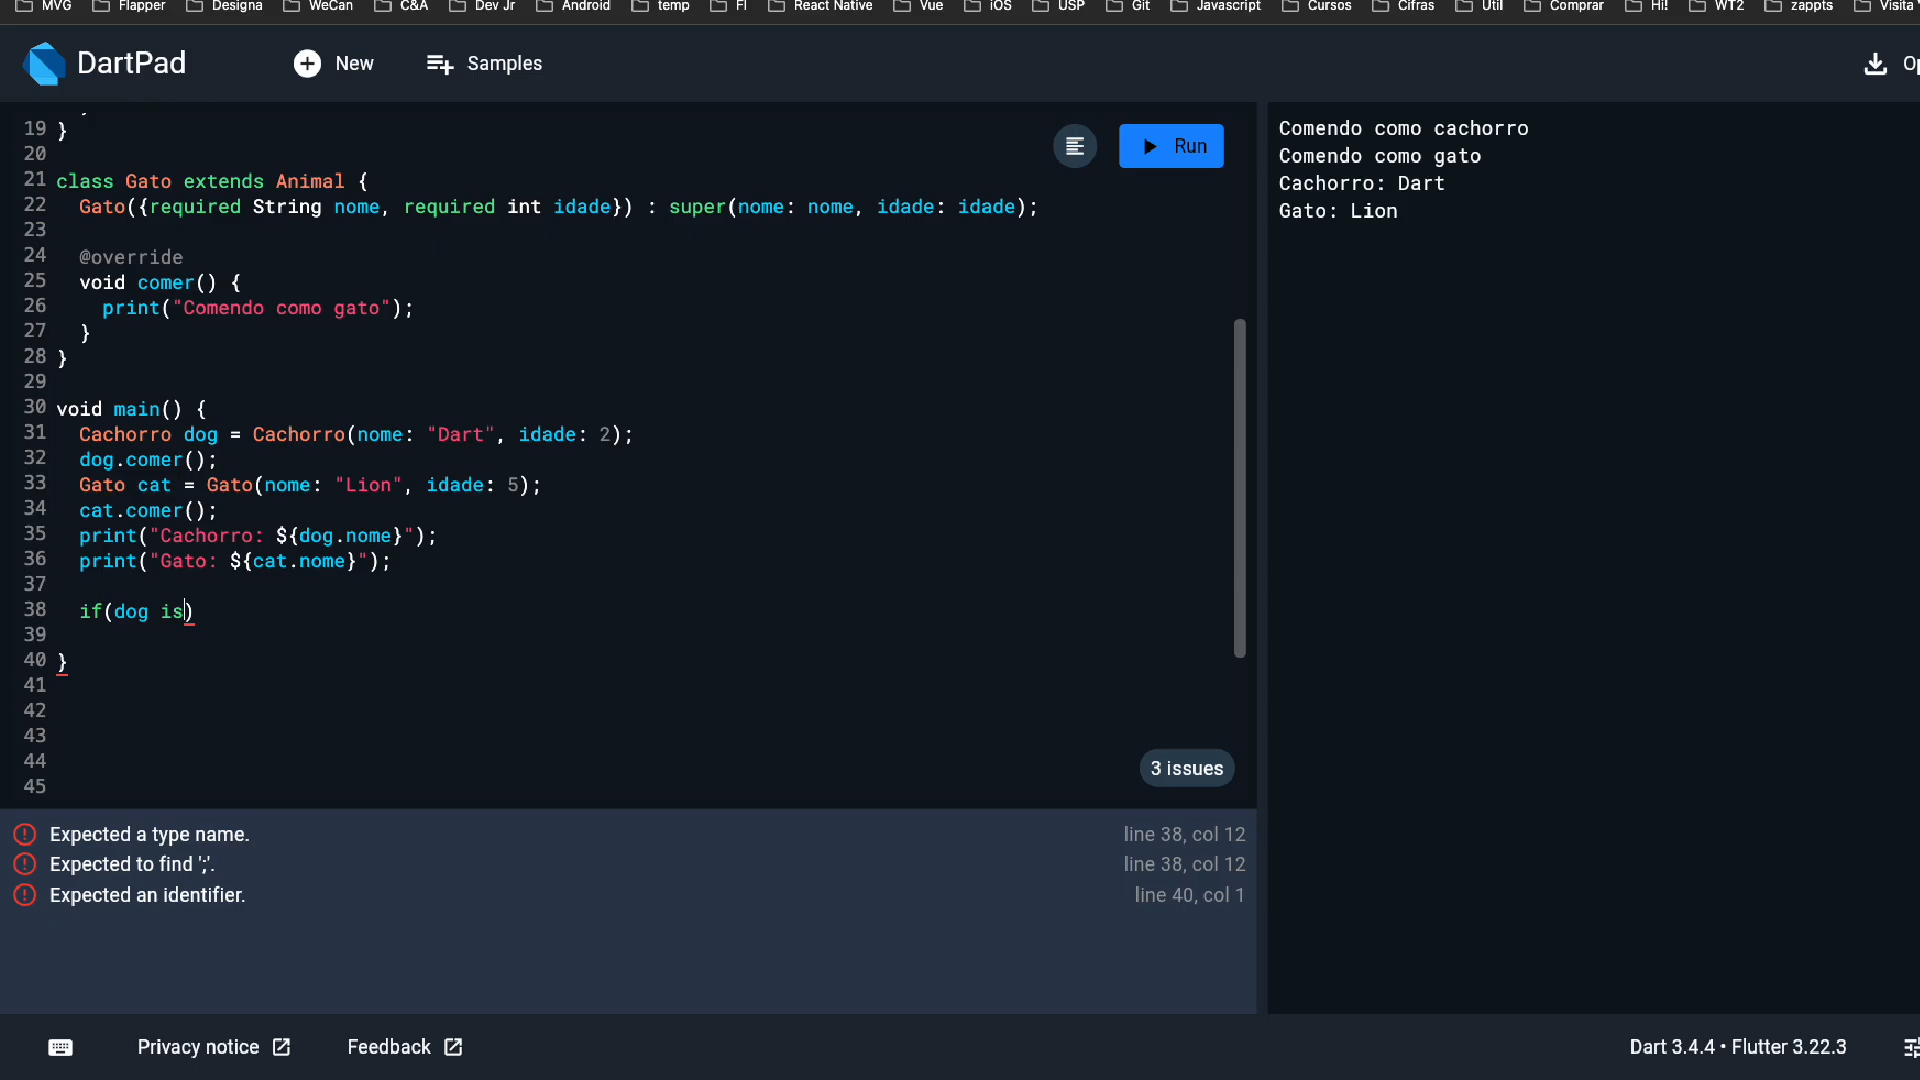 MVG Flapper Designa WeCan C&A Dev Jr Android temp FI React Native Vue iOS USP Git Javascript Cursos Cifras Util Comprar Hi! WT2 zappts Visita
DartPad New Samples
19 }
20
21 class Gato extends Animal {
22 Gato({required String nome, required int idade}) : super(nome: nome, idade: idade);
23
24 @override
25 void comer() {
26 print("Comendo como gato");
27 }
28 }
29
30 void main() {
31 Cachorro dog = Cachorro(nome: "Dart", idade: 2);
32 dog.comer();
33 Gato cat = Gato(nome: "Lion", idade: 5);
34 cat.comer();
35 print("Cachorro: ${dog.nome}");
36 print("Gato: ${cat.nome}");
37
38 if(dog is)
39
40 }
41
42
43
44
45
Run
3 issues
Expected a type name. line 38, col 12
Expected to find ';'. line 38, col 12
Expected an identifier. line 40, col 1
Comendo como cachorro
Comendo como gato
Cachorro: Dart
Gato: Lion
Privacy notice Feedback Dart 3.4.4 • Flutter 3.22.3